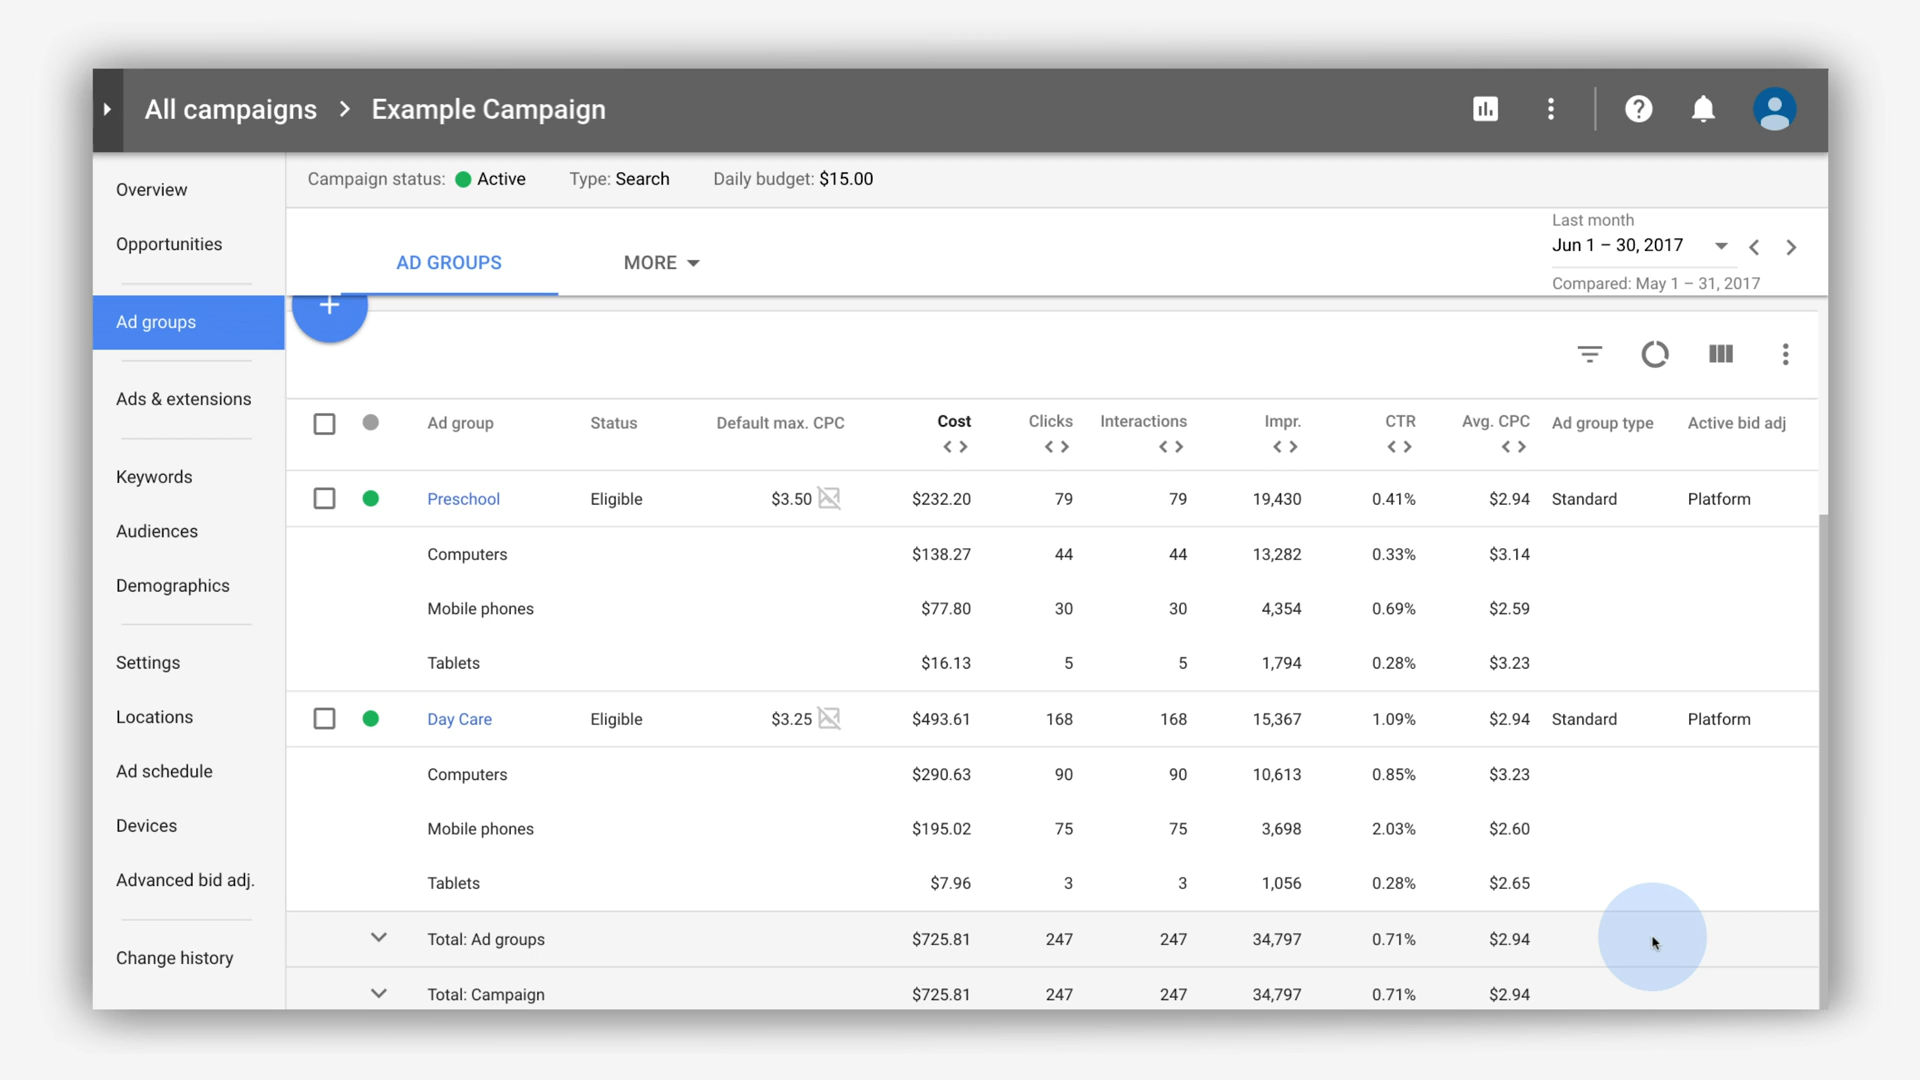 All campaigns > Example Campaign
Overview
Opportunities
Ad groups
Ads & extensions
Keywords
Audiences
Demographics
Settings
Locations
Ad schedule
Devices
Advanced bid adj.
Change history
Campaign status: Active Type: Search Daily budget: $15.00
AD GROUPS MORE
Last month
Jun 1 – 30, 2017
Compared: May 1 – 31, 2017
Ad group Status Default max. CPC Cost Clicks Interactions Impr. CTR Avg. CPC Ad group type Active bid adj
Preschool Eligible $3.50 $232.20 79 79 19,430 0.41% $2.94 Standard Platform
Computers $138.27 44 44 13,282 0.33% $3.14
Mobile phones $77.80 30 30 4,354 0.69% $2.59
Tablets $16.13 5 5 1,794 0.28% $3.23
Day Care Eligible $3.25 $493.61 168 168 15,367 1.09% $2.94 Standard Platform
Computers $290.63 90 90 10,613 0.85% $3.23
Mobile phones $195.02 75 75 3,698 2.03% $2.60
Tablets $7.96 3 3 1,056 0.28% $2.65
Total: Ad groups $725.81 247 247 34,797 0.71% $2.94
Total: Campaign $725.81 247 247 34,797 0.71% $2.94